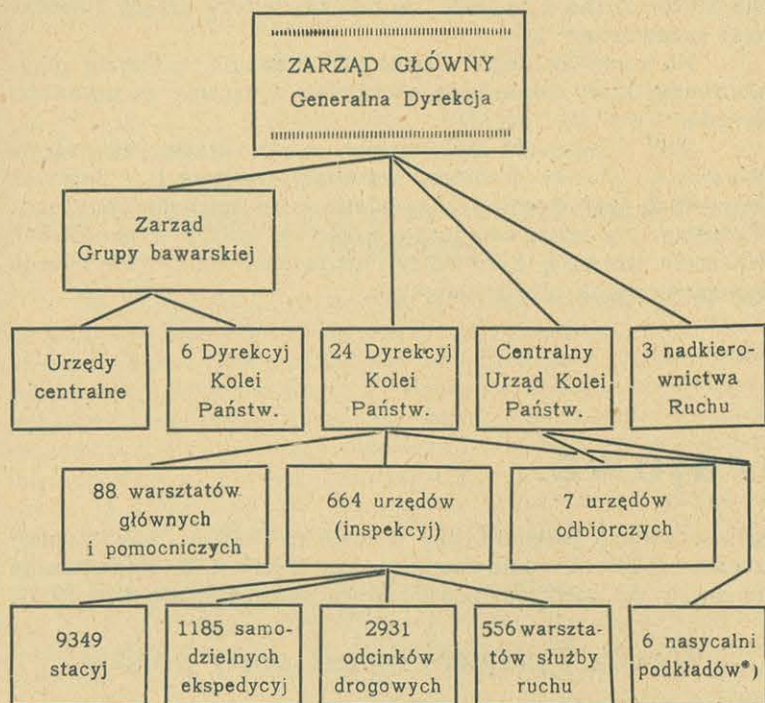 ZARZĄD GŁÓWNY
Generalna Dyrekcja
Zarząd
Grupy bawarskiej
Urzędy
centralne
6 Dyrekcyj
Kolei
Państw.
24 Dyrekcyj
Kolei
Państw.
Centralny
Urząd Kolei
Państw.
3 nadkiero-
wnictwa
Ruchu
88 warsztatów
głównych
i pomocniczych
664 urzędów
(inspekcyj)
7 urzędów
odbiorczych
9349
stacyj
1185 samo-
dzielnych
ekspedycyj
2931
odcinków
drogowych
556 warszta-
tów służby
ruchu
6 nasycalni
podkładów*)